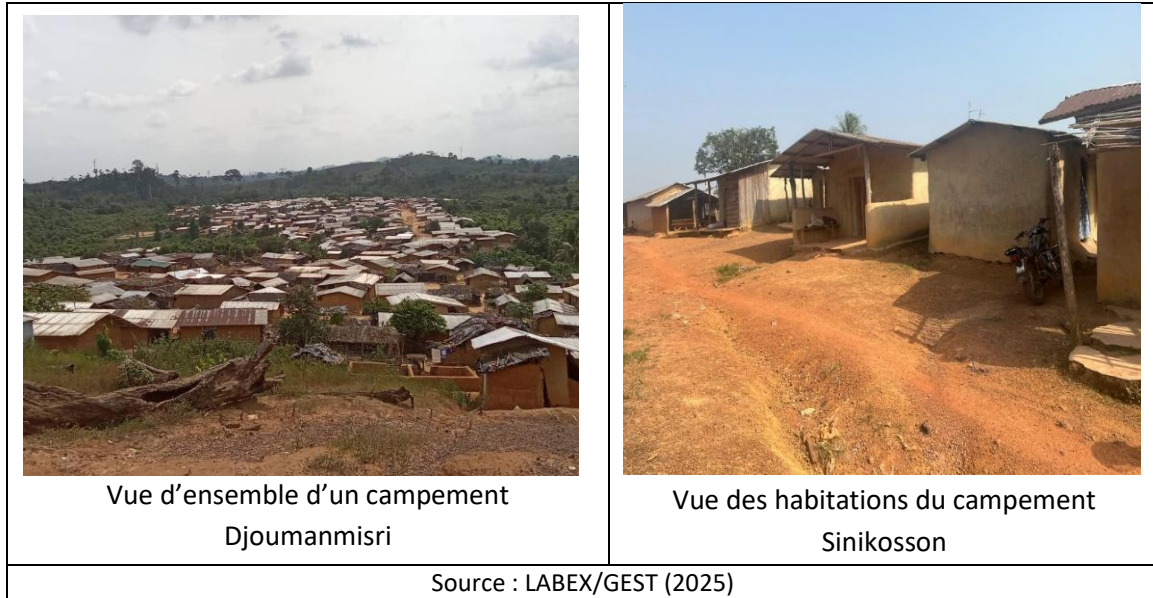 Vue d’ensemble d’un campement
Djoumanmisri
Vue des habitations du campement
Sinikosson
Source : LABEX/GEST (2025)